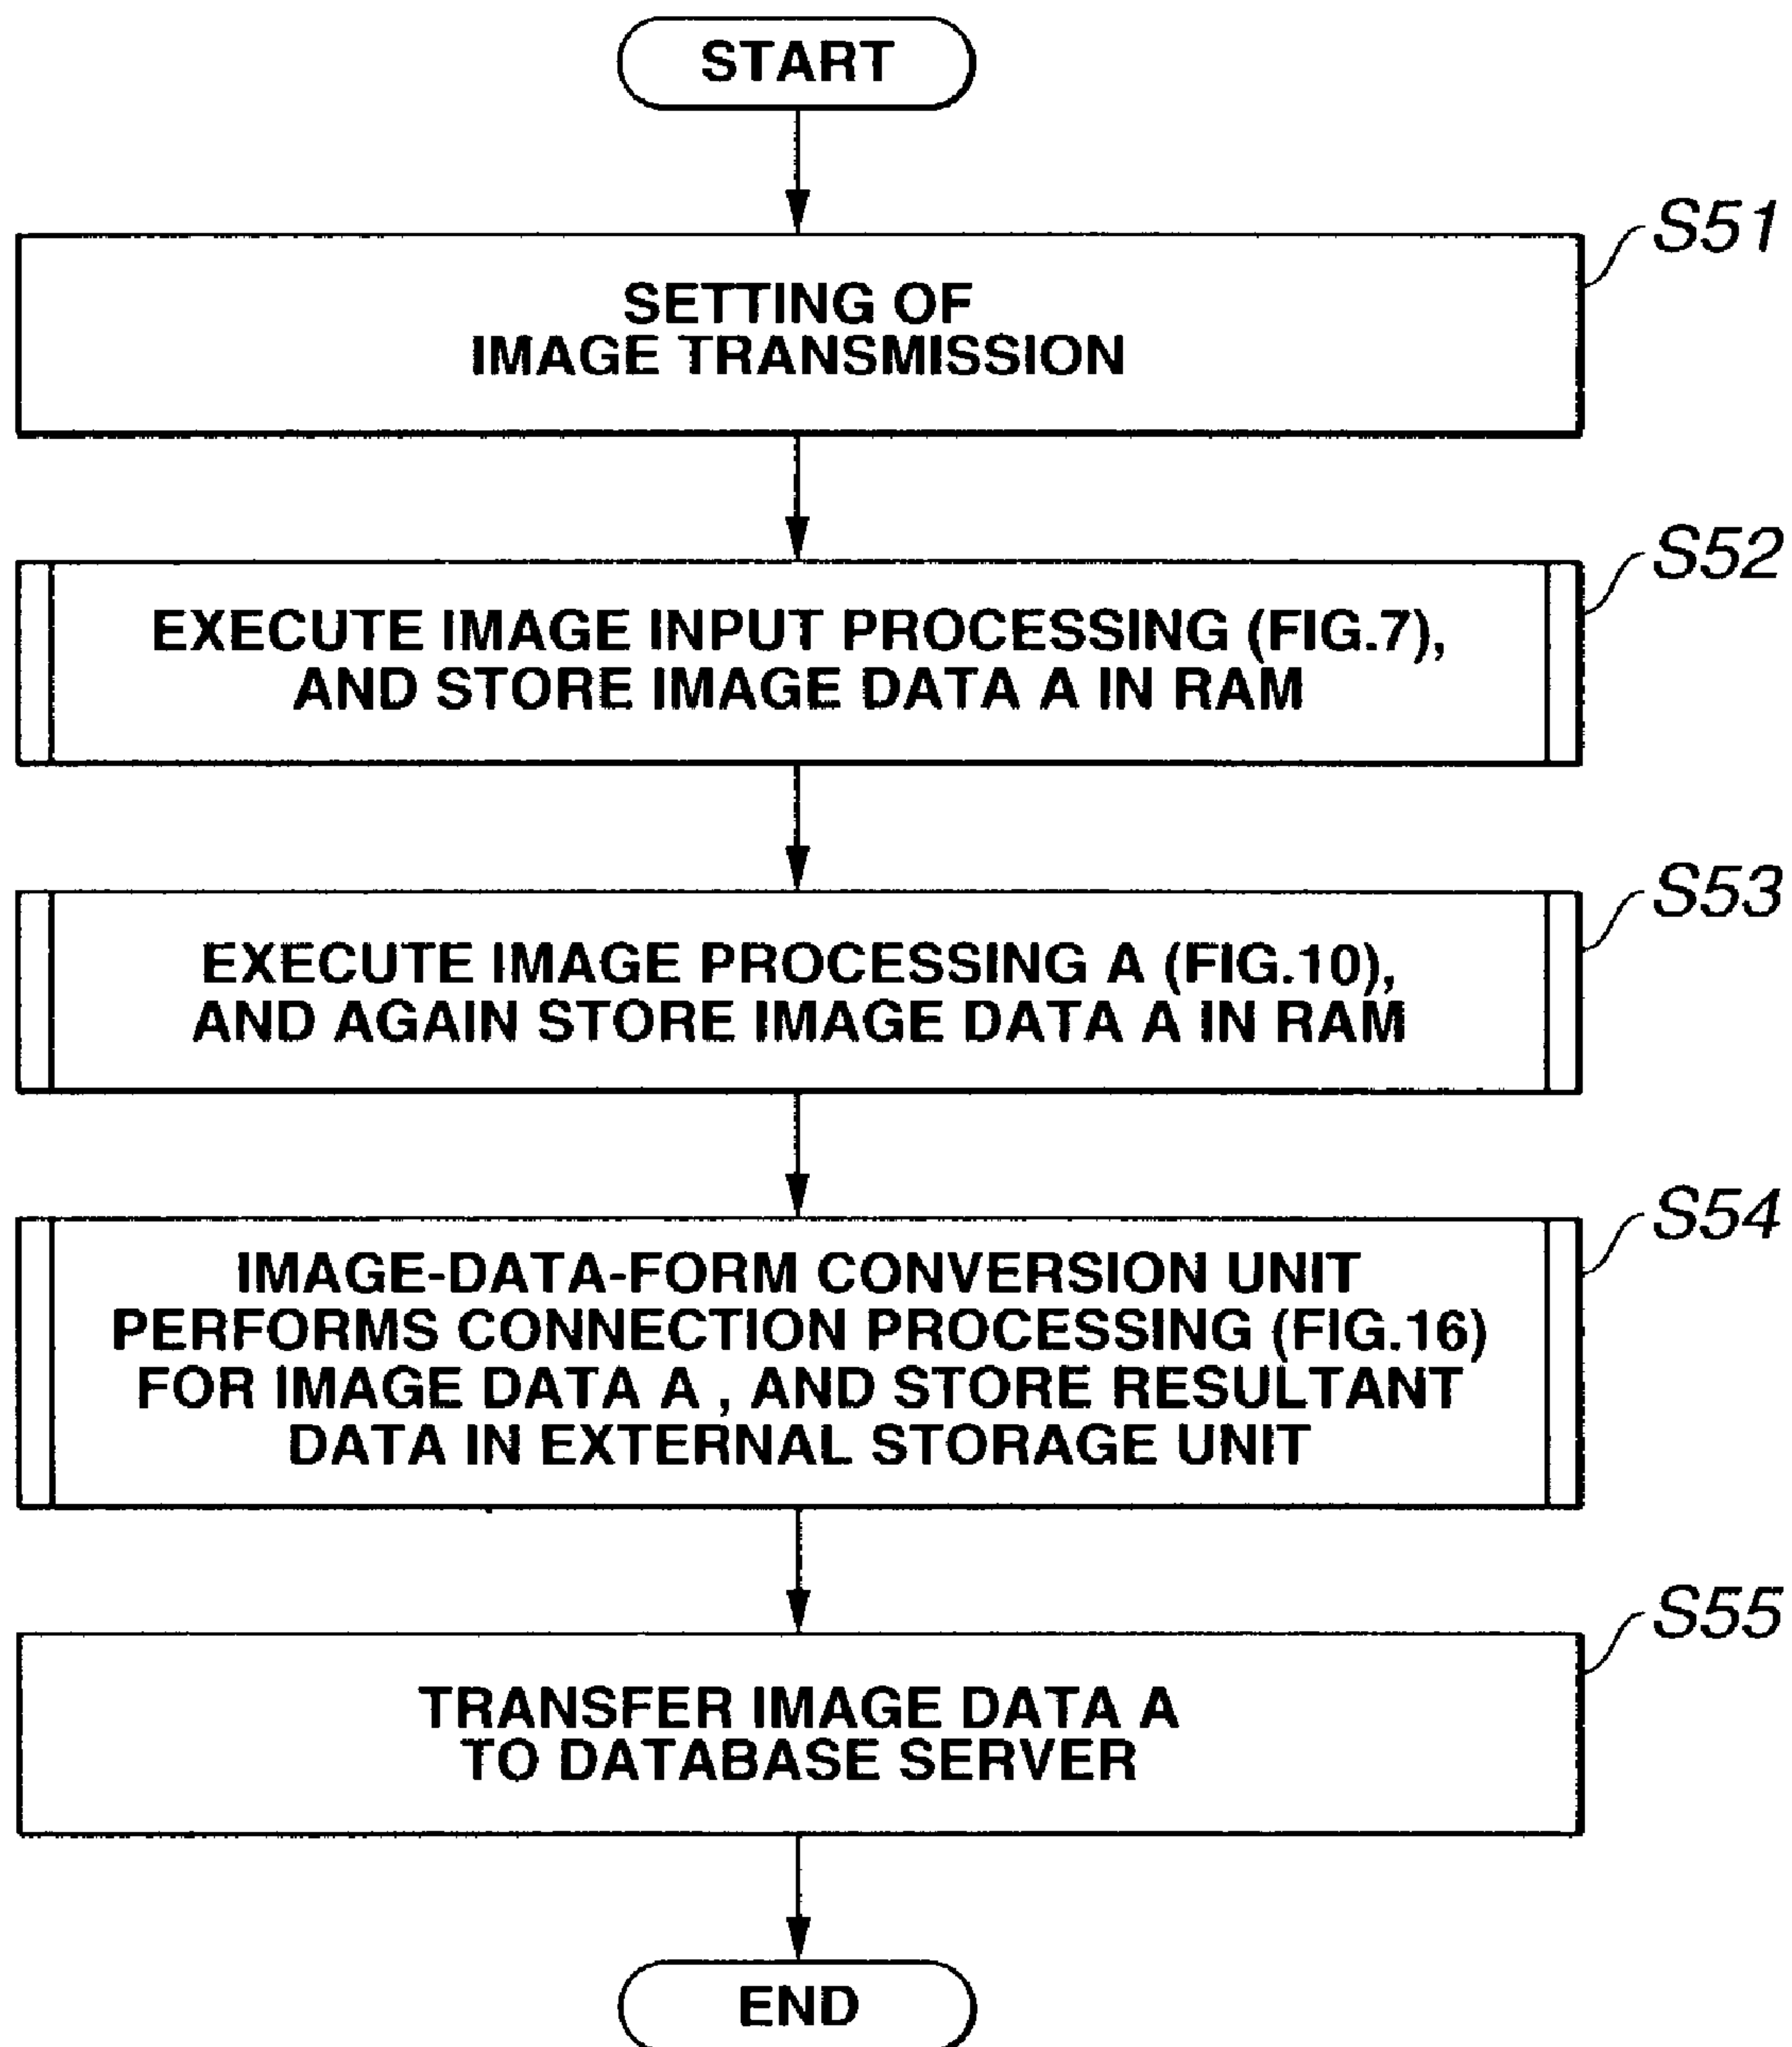 START
S51
SETTING OF
IMAGE TRANSMISSION
S52
EXECUTE IMAGE INPUT PROCESSING (FIG.7),
AND STORE IMAGE DATA A IN RAM
S53
EXECUTE IMAGE PROCESSING A (FIG.10),
AND AGAIN STORE IMAGE DATA A IN RAM
S54
IMAGE-DATA-FORM CONVERSION UNIT
PERFORMS CONNECTION PROCESSING (FIG.16)
FOR IMAGE DATA A , AND STORE RESULTANT
DATA IN EXTERNAL STORAGE UNIT
S55
TRANSFER IMAGE DATA A
TO DATABASE SERVER
END